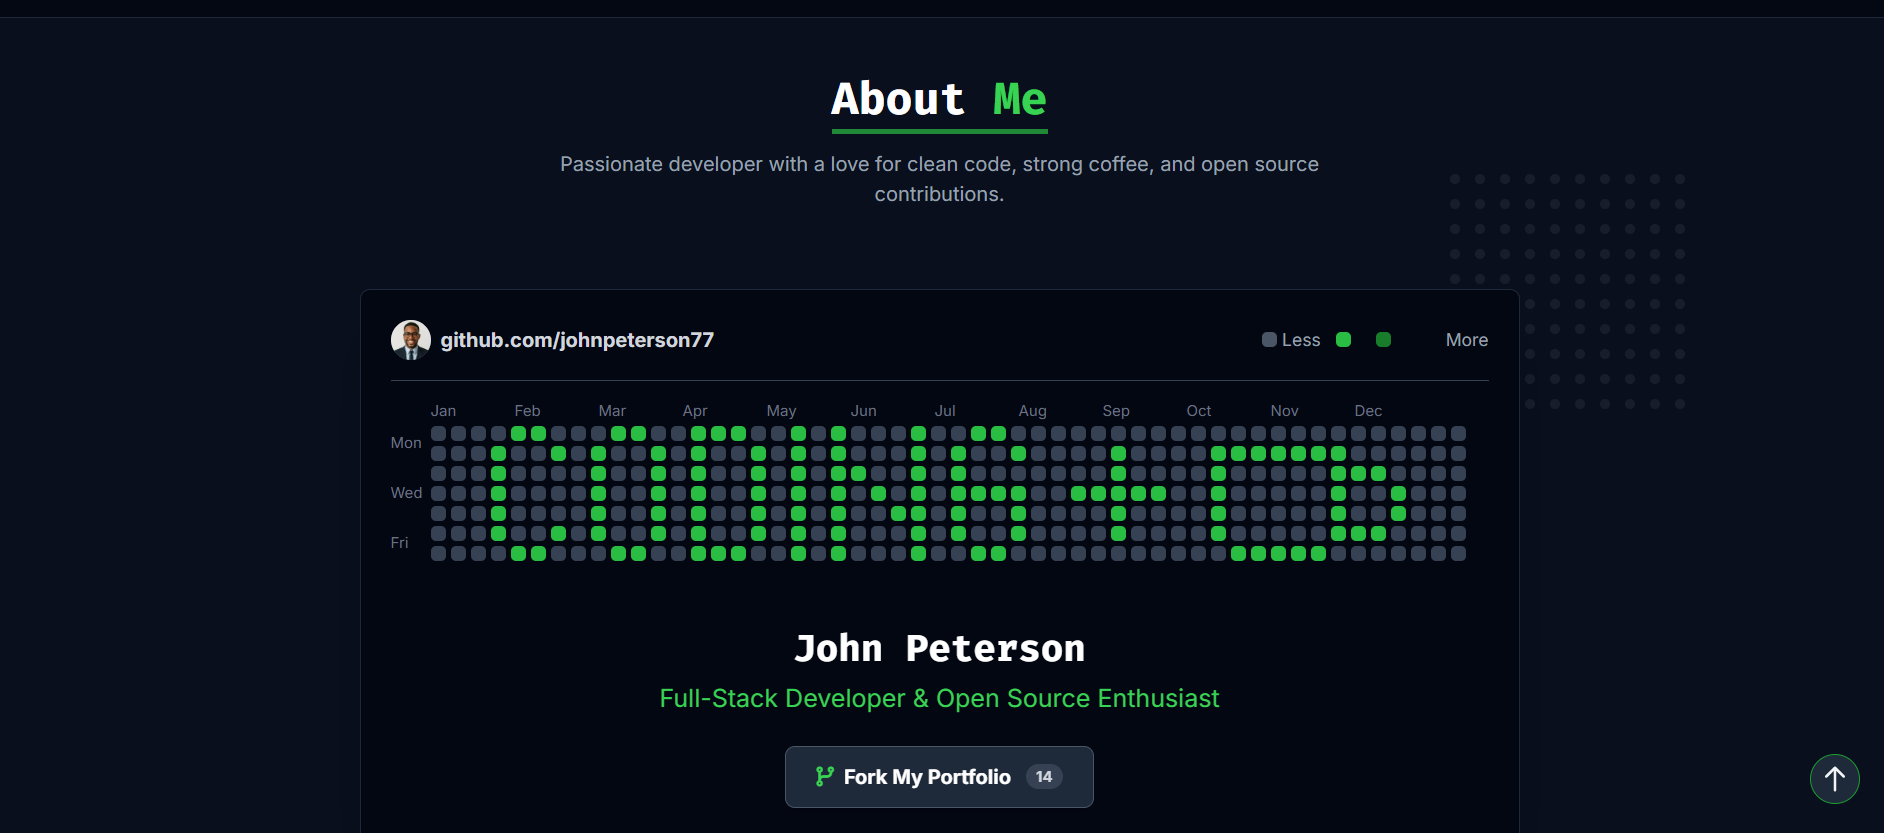 About Me
Passionate developer with a love for clean code, strong coffee, and open source
contributions.
github.com/johnpeterson77
Less More
Jan Feb Mar Apr May Jun Jul Aug Sep Oct Nov Dec
Mon
Wed
Fri
CODING +
John Peterson
Full-Stack Developer & Open Source Enthusiast
Fork My Portfolio 14